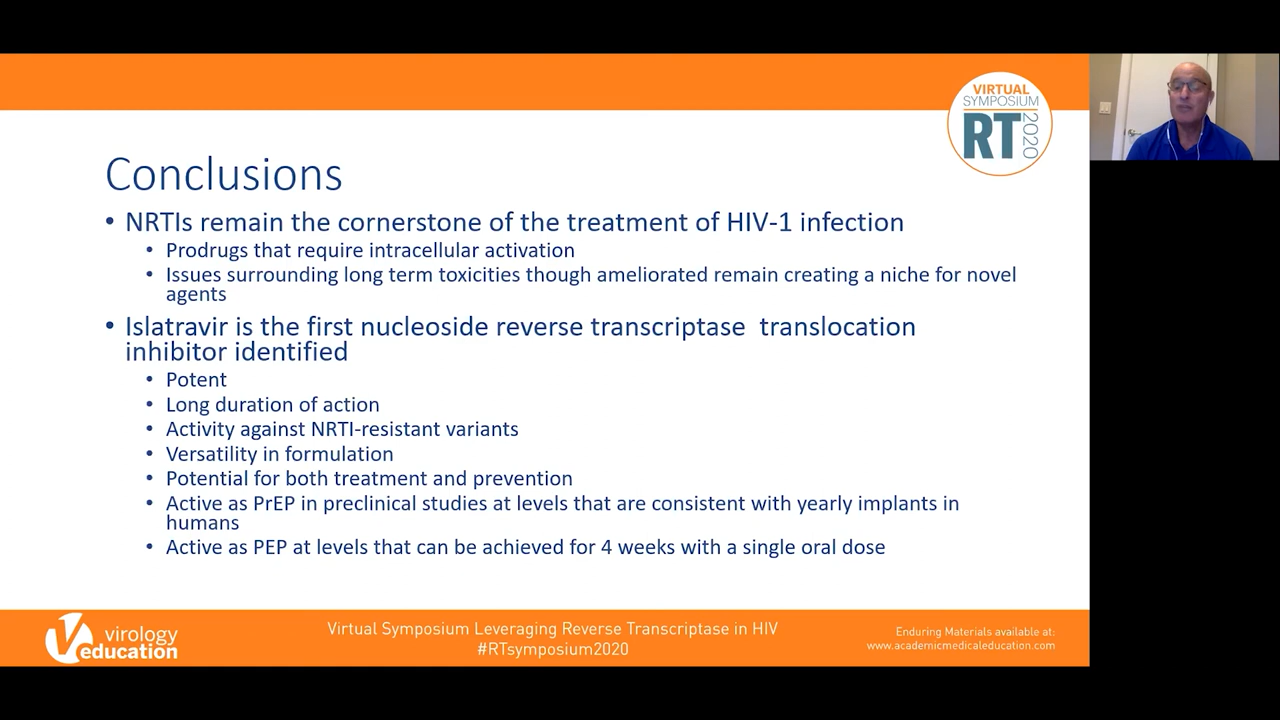 VIRTUAL
SYMPOSIUM
RT
2020
Conclusions
• NRTIs remain the cornerstone of the treatment of HIV-1 infection
• Prodrugs that require intracellular activation
• Issues surrounding long term toxicities though ameliorated remain creating a niche for novel
agents
• Islatravir is the first nucleoside reverse transcriptase  translocation
inhibitor identified
• Potent
• Long duration of action
• Activity against NRTI-resistant variants
• Versatility in formulation
• Potential for both treatment and prevention
• Active as PrEP in preclinical studies at levels that are consistent with yearly implants in
humans
• Active as PEP at levels that can be achieved for 4 weeks with a single oral dose
virology
education
Virtual Symposium Leveraging Reverse Transcriptase in HIV
#RTsymposium2020
Enduring Materials available at:
www.academicmedicaleducation.com